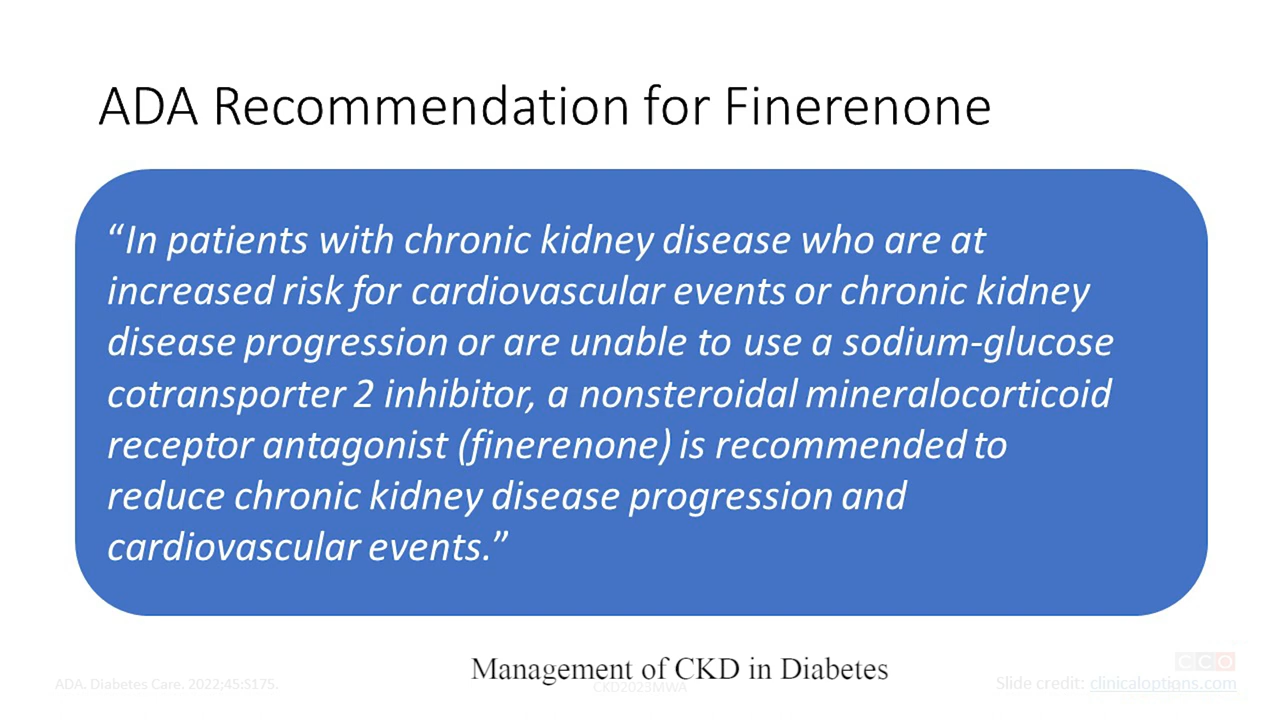 ADA Recommendation for Finerenone
“In patients with chronic kidney disease who are at
increased risk for cardiovascular events or chronic kidney
disease progression or are unable to use a sodium-glucose
cotransporter 2 inhibitor, a nonsteroidal mineralocorticoid
receptor antagonist (finerenone) is recommended to
reduce chronic kidney disease progression and
cardiovascular events.”
Management of CKD in Diabetes
CCO
ADA. Diabetes Care. 2022;45:S175.
CKD2023MWA
Slide credit: clinicaloptions.com